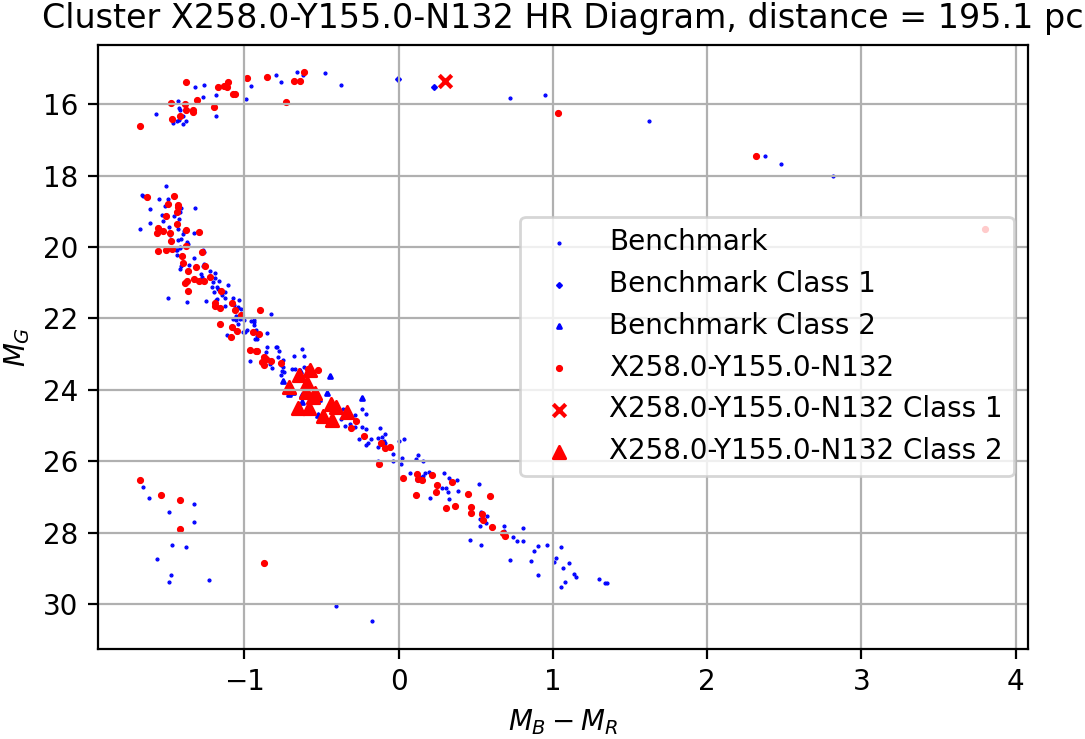 Cluster X258.0-Y155.0-N132 HR Diagram, distance = 195.1 pc
16
18
20
22
24
26
28
30
M_G
Benchmark
Benchmark Class 1
Benchmark Class 2
X258.0-Y155.0-N132
X258.0-Y155.0-N132 Class 1
X258.0-Y155.0-N132 Class 2
−1 0 1 2 3 4
M_B − M_R